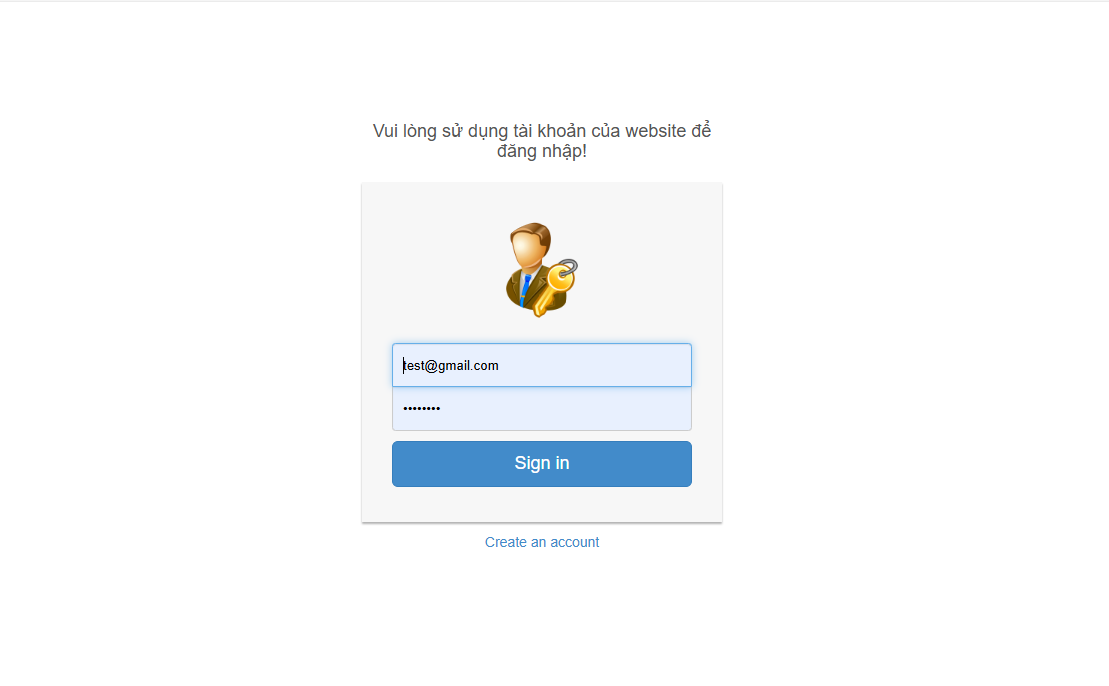 Vui lòng sử dụng tài khoản của website để
đăng nhập!
test@gmail.com
••••••••
Sign in
Create an account